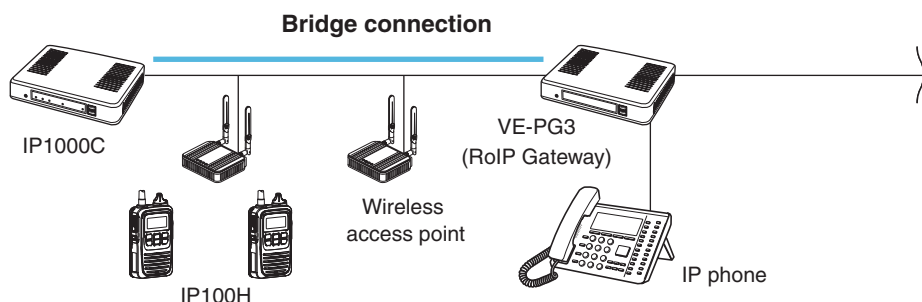 Bridge connection
IP1000C
VE-PG3
(RoIP Gateway)
Wireless
access point
IP phone
IP100H